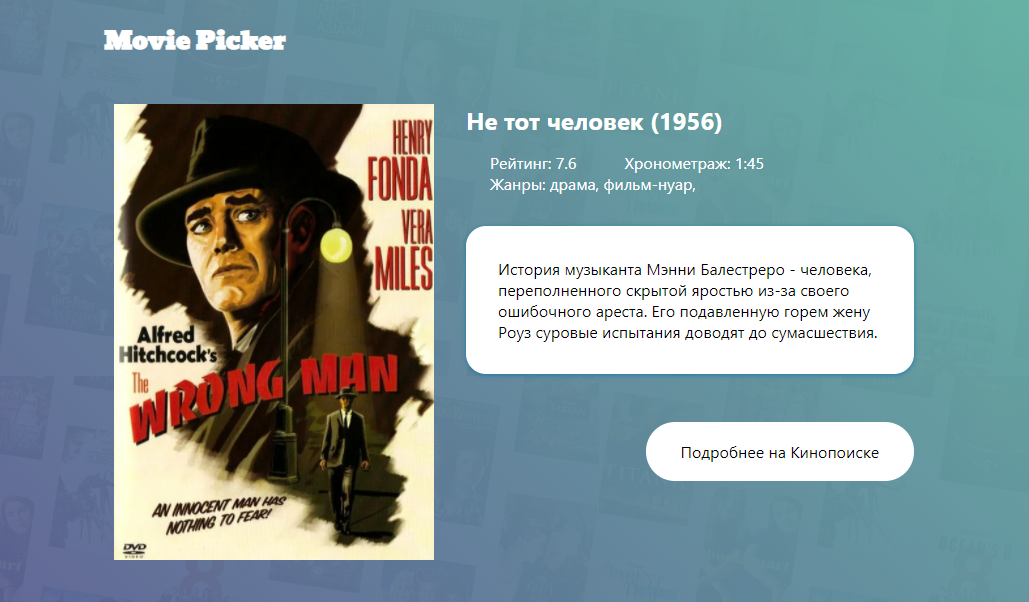 Movie Picker
HENRY
FONDA
VERA
MILES
Alfred
Hitchcock's
The
WRONG MAN
AN INNOCENT MAN HAS
NOTHING TO FEAR!
DVD
VIDEO
Не тот человек (1956)
Рейтинг: 7.6 Хронометраж: 1:45
Жанры: драма, фильм-нуар,
История музыканта Мэнни Балестреро - человека,
переполненного скрытой яростью из-за своего
ошибочного ареста. Его подавленную горем жену
Роуз суровые испытания доводят до сумасшествия.
Подробнее на Кинопоиске